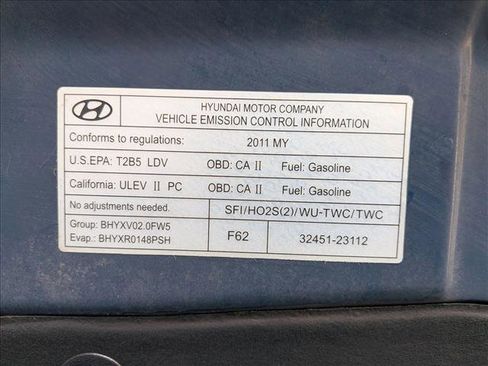 HYUNDAI MOTOR COMPANY
VEHICLE EMISSION CONTROL INFORMATION
Conforms to regulations: 2011 MY
U.S.EPA: T2B5 LDV OBD: CA II Fuel: Gasoline
California: ULEV II PC OBD: CA II Fuel: Gasoline
No adjustments needed. SFI/HO2S(2)/WU-TWC/TWC
Group: BHYXV02.0FW5
Evap.: BHYXR0148PSH
F62 32451-23112